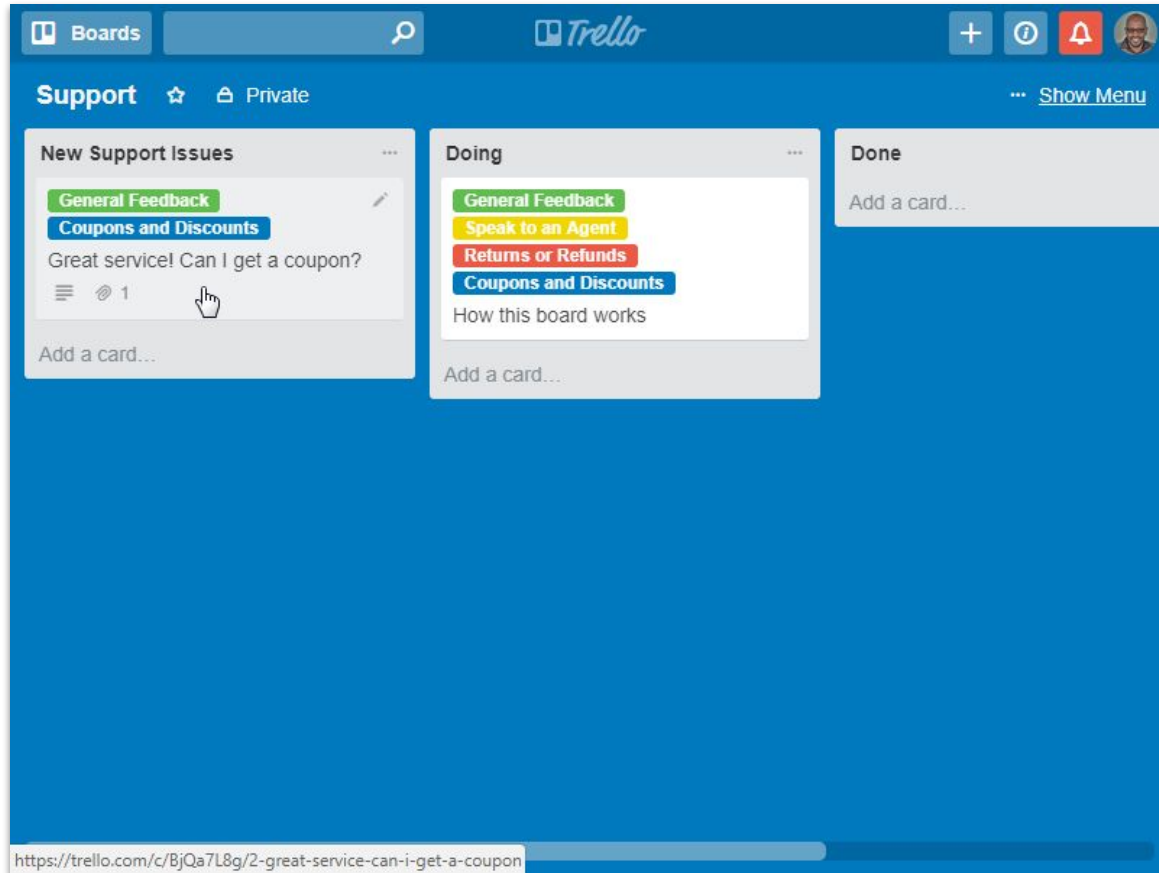 Boards
Trello
Support
Private
... Show Menu
New Support Issues ...
General Feedback
Coupons and Discounts
Great service! Can I get a coupon?
1
Add a card...
Doing ...
General Feedback
Speak to an Agent
Returns or Refunds
Coupons and Discounts
How this board works
Add a card...
Done
Add a card...
https://trello.com/c/BjQa7L8g/2-great-service-can-i-get-a-coupon